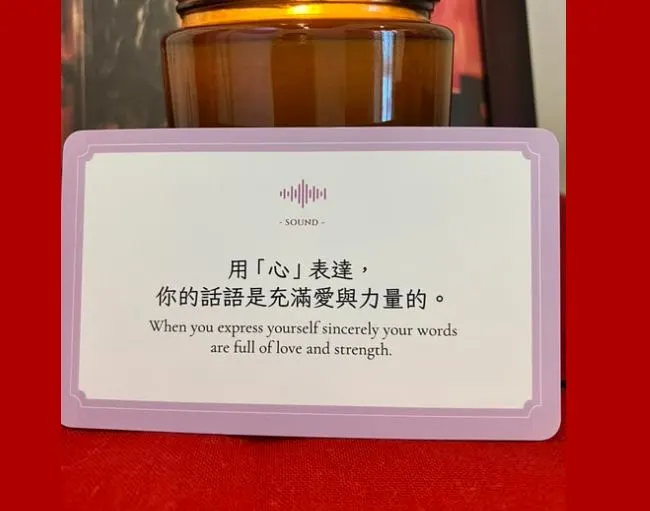 - SOUND -
用「心」表達，
你的話語是充滿愛與力量的。
When you express yourself sincerely your words
are full of love and strength.